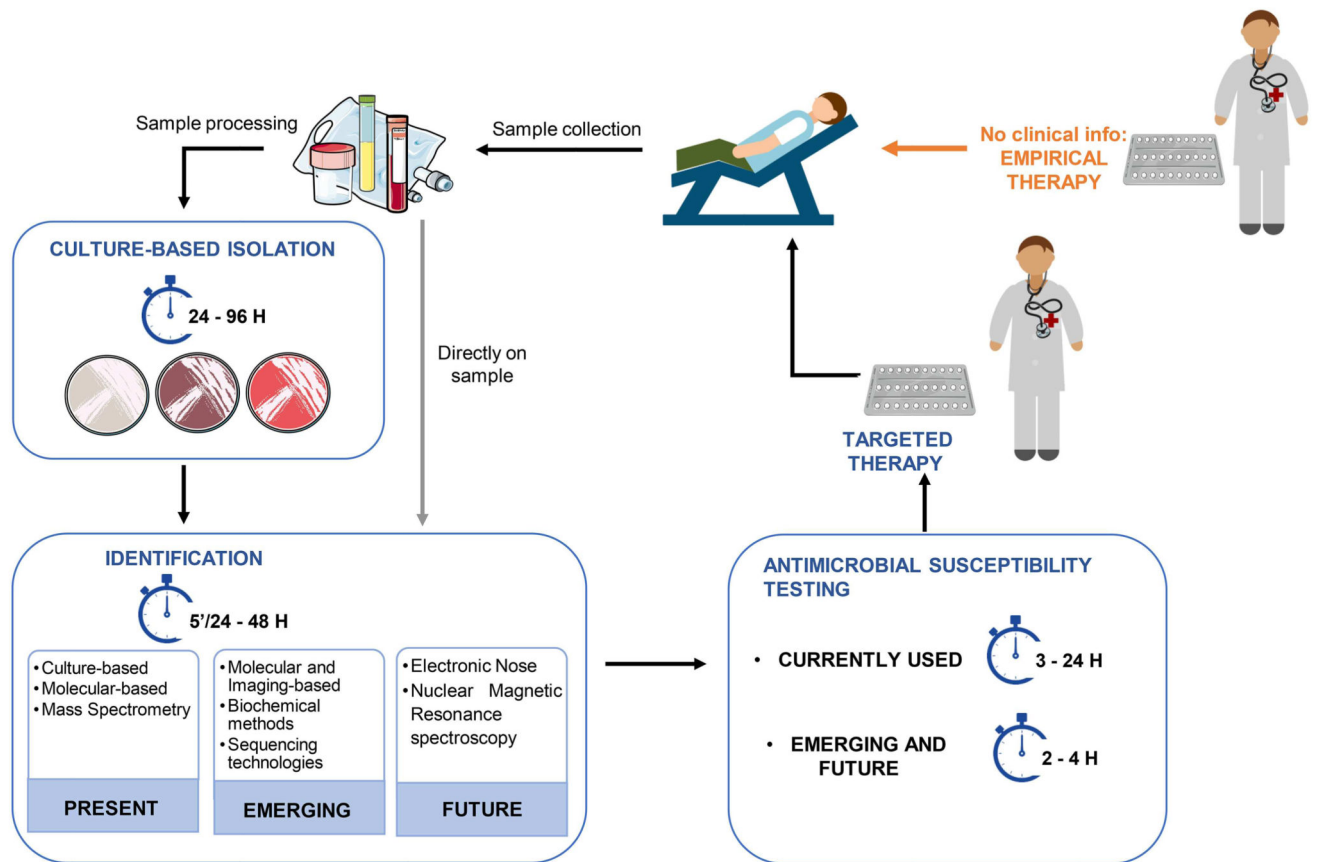 Sample processing
Sample collection
No clinical info:
EMPIRICAL
THERAPY
CULTURE-BASED ISOLATION
24 - 96 H
Directly on
sample
TARGETED
THERAPY
IDENTIFICATION
5’/24 - 48 H
• Culture-based
• Molecular-based
• Mass Spectrometry
PRESENT
• Molecular and
Imaging-based
• Biochemical
methods
• Sequencing
technologies
EMERGING
• Electronic Nose
• Nuclear Magnetic
Resonance
spectroscopy
FUTURE
ANTIMICROBIAL SUSCEPTIBILITY
TESTING
• CURRENTLY USED
3 - 24 H
• EMERGING AND
FUTURE
2 - 4 H